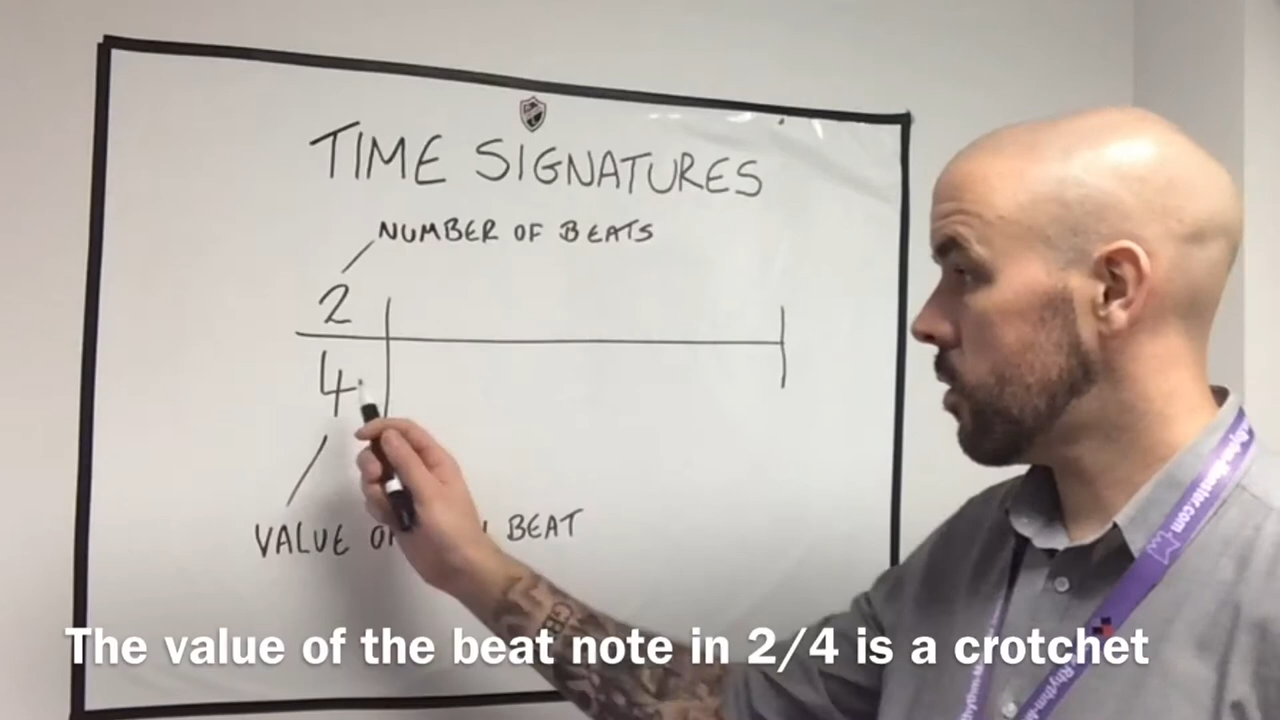 TIME SIGNATURES
NUMBER OF BEATS
2
4
VALUE BEAT
The value of the beat note in 2/4 is a crotchet